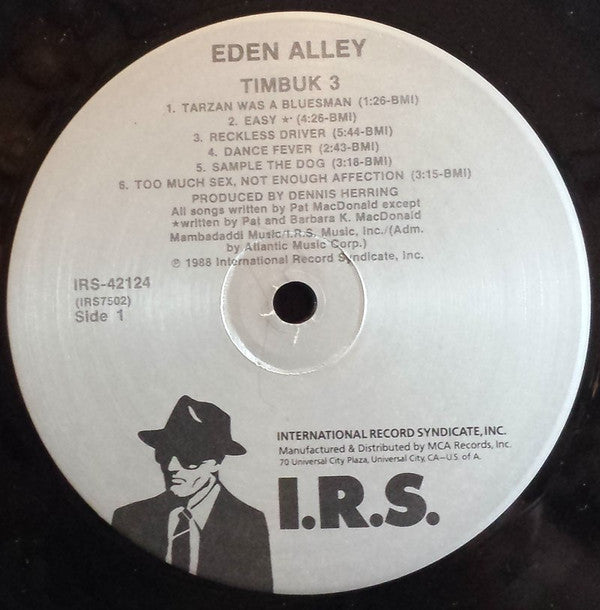 EDEN ALLEY
TIMBUK 3
1. TARZAN WAS A BLUESMAN (1:26-BMI)
2. EASY ★ (4:26-BMI)
3. RECKLESS DRIVER (5:44-BMI)
4. DANCE FEVER (2:43-BMI)
5. SAMPLE THE DOG (3:18-BMI)
6. TOO MUCH SEX, NOT ENOUGH AFFECTION (3:15-BMI)
PRODUCED BY DENNIS HERRING
All songs written by Pat MacDonald except
★written by Pat and Barbara K. MacDonald
Mambadaddi Music/I.R.S. Music, Inc. (Adm.
by Atlantic Music Corp.)
℗ 1988 International Record Syndicate, Inc.
IRS-42124
(IRS7502)
Side 1
INTERNATIONAL RECORD SYNDICATE, INC.
Manufactured & Distributed by MCA Records, Inc.
70 Universal City Plaza, Universal City, CA–U.S. of A.
I.R.S.